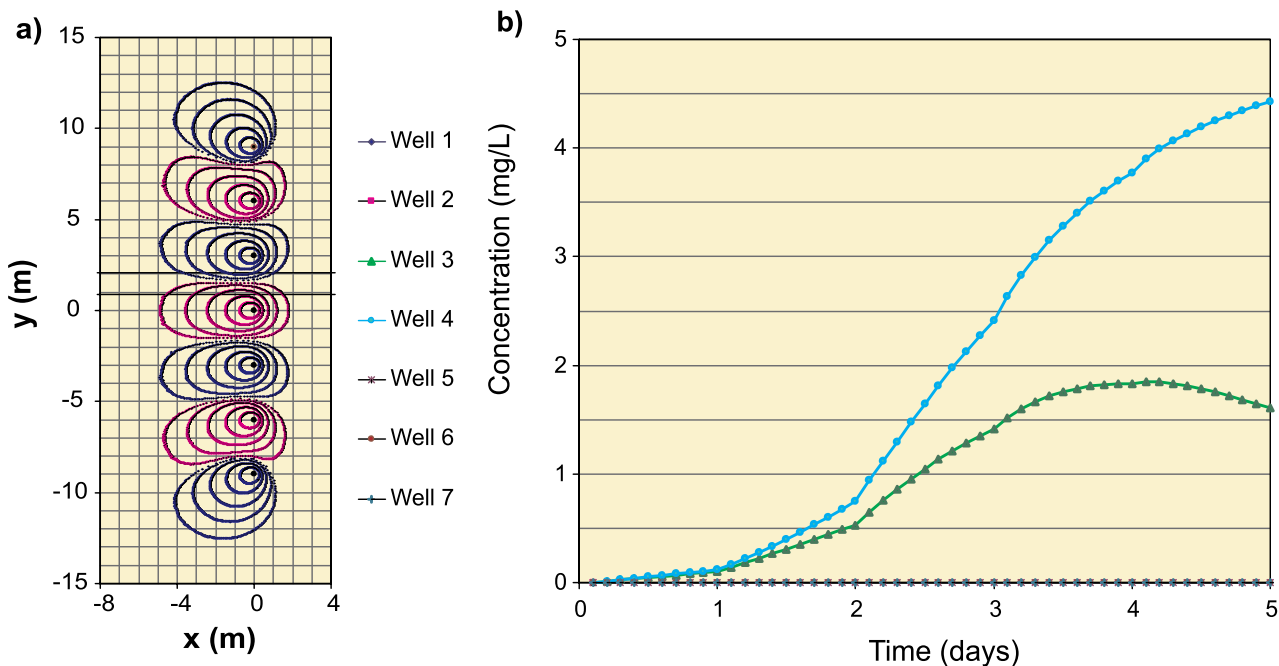 a)
15
10
5
0
-5
-10
-15
-8
-4
0
4
y (m)
x (m)
Well 1
Well 2
Well 3
Well 4
Well 5
Well 6
Well 7
b)
5
4
3
2
1
0
0
1
2
3
4
5
Concentration (mg/L)
Time (days)